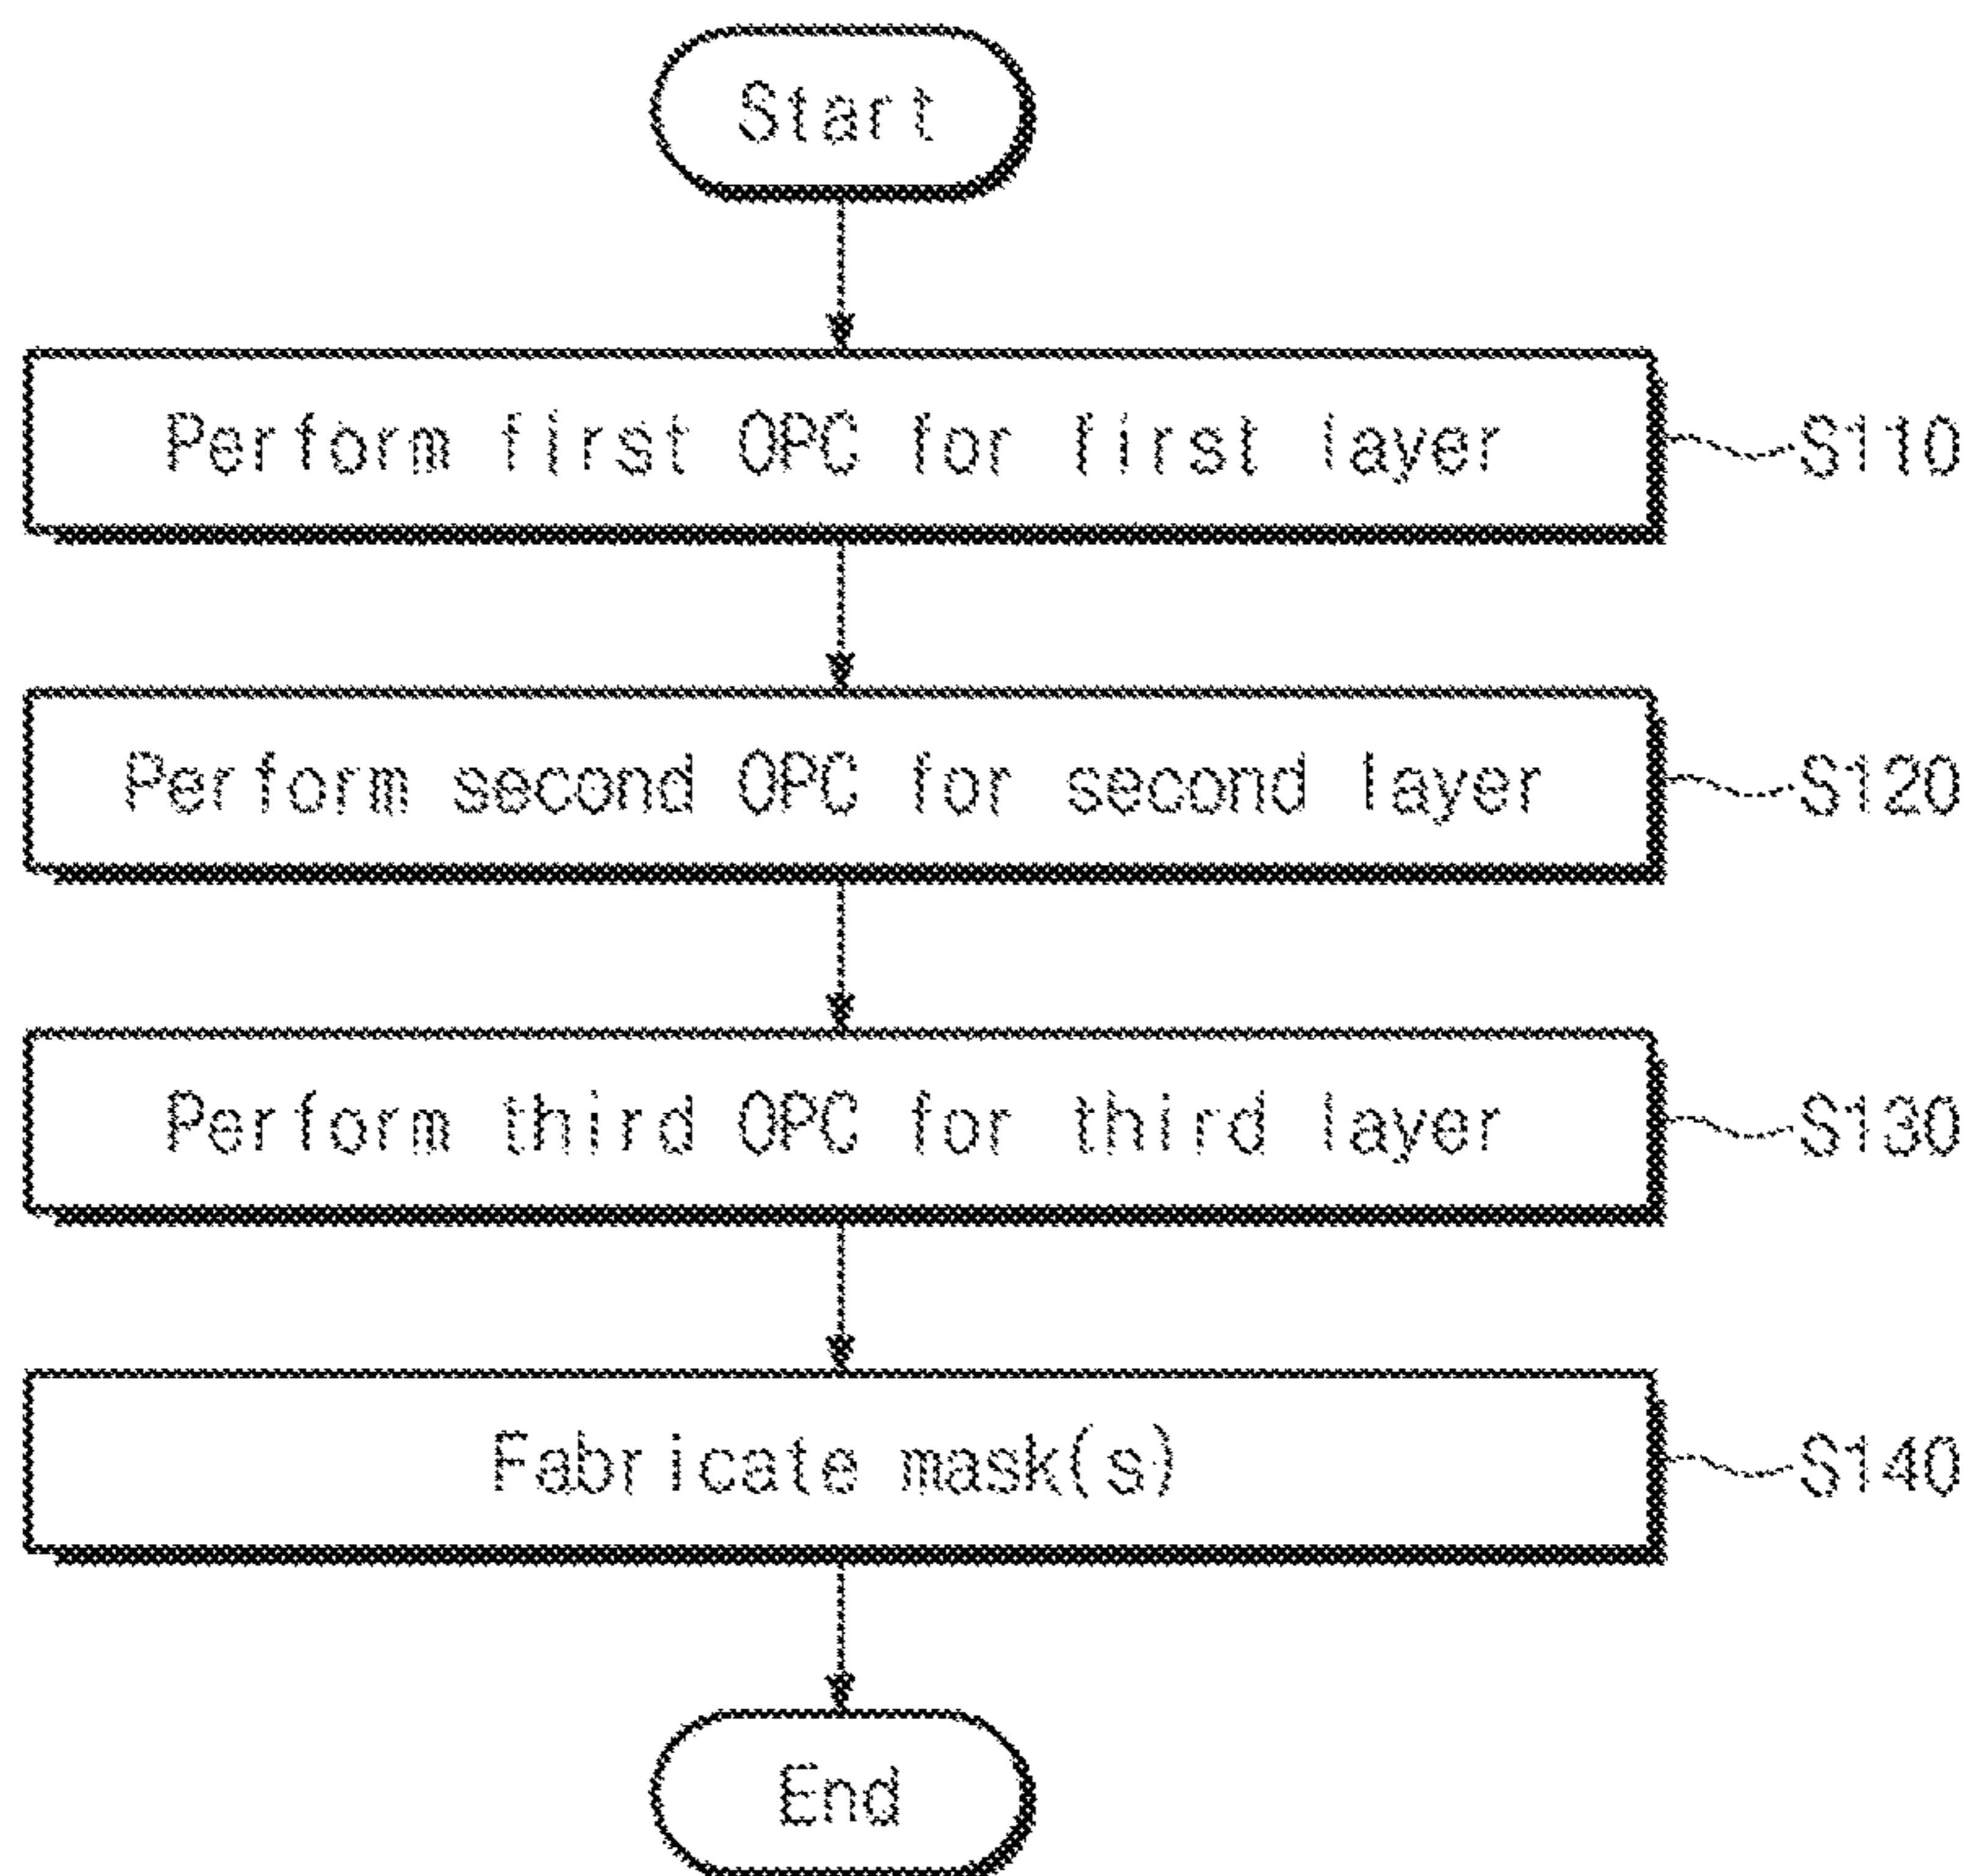 Start
Perform first OPC for first layer
S110
Perform second OPC for second layer
S120
Perform third OPC for third layer
S130
Fabricate mask(s)
S140
End